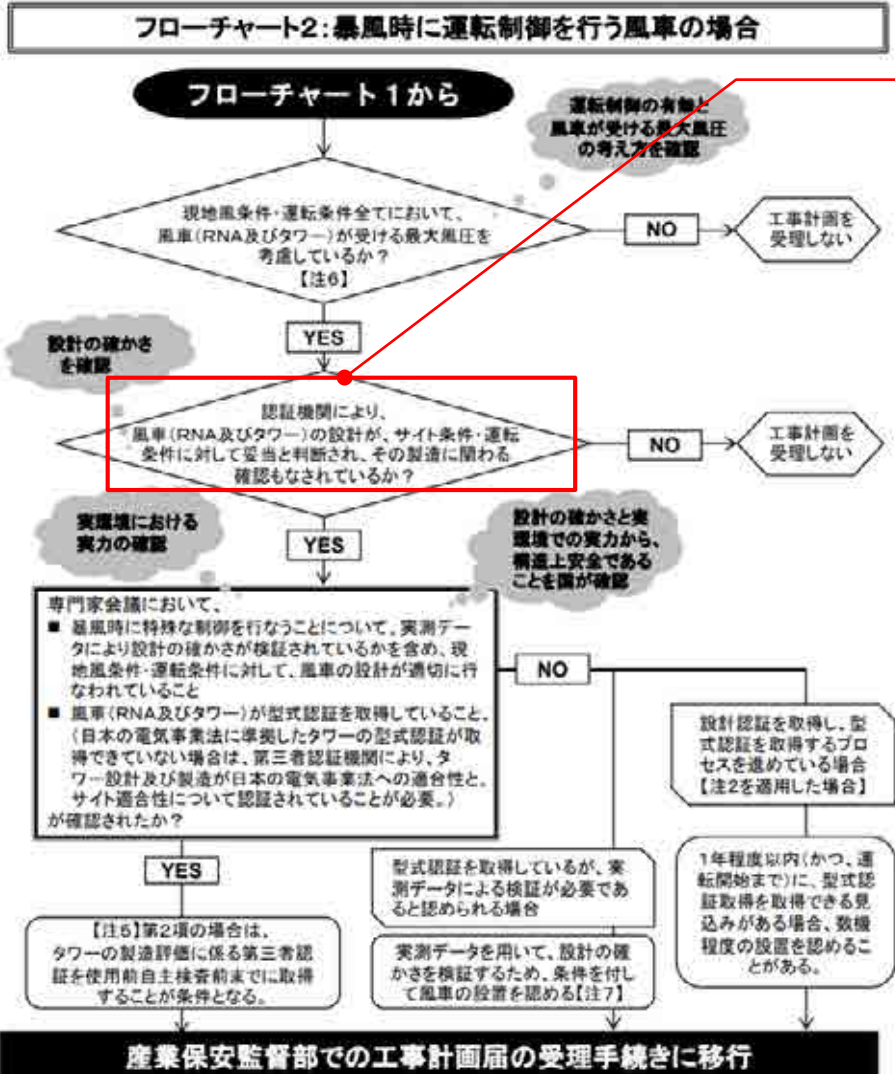 フローチャート2:暴風時に運転制御を行う風車の場合
フローチャート1から
運転制御の有無と
風車が受ける最大風圧
の考え方を確認
現地風条件・運転条件全てにおいて、
風車(RNA及びタワー)が受ける最大風圧を
考慮しているか?
【注6】
NO
工事計画を
受理しない
YES
設計の確かさ
を確認
認証機関により、
風車(RNA及びタワー)の設計が、サイト条件・運転
条件に対して妥当と判断され、その製造に関わる
確認もなされているか?
NO
工事計画を
受理しない
実環境における
実力の確認
YES
設計の確かさと実
環境での実力から、
構造上安全である
ことを国が確認
専門家会議において、
■ 暴風時に特殊な制御を行なうことについて、実測デー
タにより設計の確かさが検証されているかを含め、現
地風条件・運転条件に対して、風車の設計が適切に行
なわれていること
■ 風車(RNA及びタワー)が型式認証を取得していること。
(日本の電気事業法に準拠したタワーの型式認証が取
得できていない場合は、第三者認証機関により、タ
ワー設計及び製造が日本の電気事業法への適合性と、
サイト適合性について認証されていることが必要。)
が確認されたか?
NO
設計認証を取得し、型
式認証を取得するプロ
セスを進めている場合
【注2を適用した場合】
YES
型式認証を取得しているが、実
測データによる検証が必要であ
ると認められる場合
1年程度以内(かつ、運
転開始まで)に、型式認
証取得を取得できる見
込みがある場合、数機
程度の設置を認めるこ
とがある。
【注5】第2項の場合は、
タワーの製造評価に係る第三者認
証を使用前自主検査前までに取得
することが条件となる。
実測データを用いて、設計の確
かさを検証するため、条件を付し
て風車の設置を認める【注7】
産業保安監督部での工事計画届の受理手続きに移行